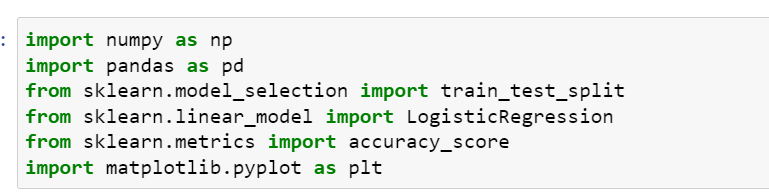 :
import numpy as np
import pandas as pd
from sklearn.model_selection import train_test_split
from sklearn.linear_model import LogisticRegression
from sklearn.metrics import accuracy_score
import matplotlib.pyplot as plt